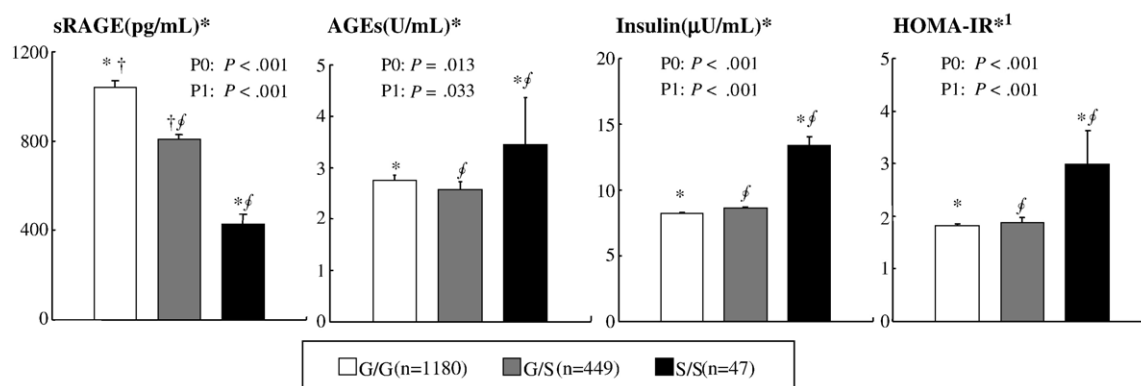 sRAGE(pg/mL)*
1200
800
400
0
* †
†∮
*∮
P0: P < .001
P1: P < .001
AGEs(U/mL)*
5
4
3
2
1
0
*
∮
*∮
P0: P = .013
P1: P = .033
Insulin(μU/mL)*
20
15
10
5
0
*
∮
*∮
P0: P < .001
P1: P < .001
HOMA-IR*1
5
4
3
2
1
0
*
∮
*∮
P0: P < .001
P1: P < .001
G/G(n=1180) G/S(n=449) S/S(n=47)